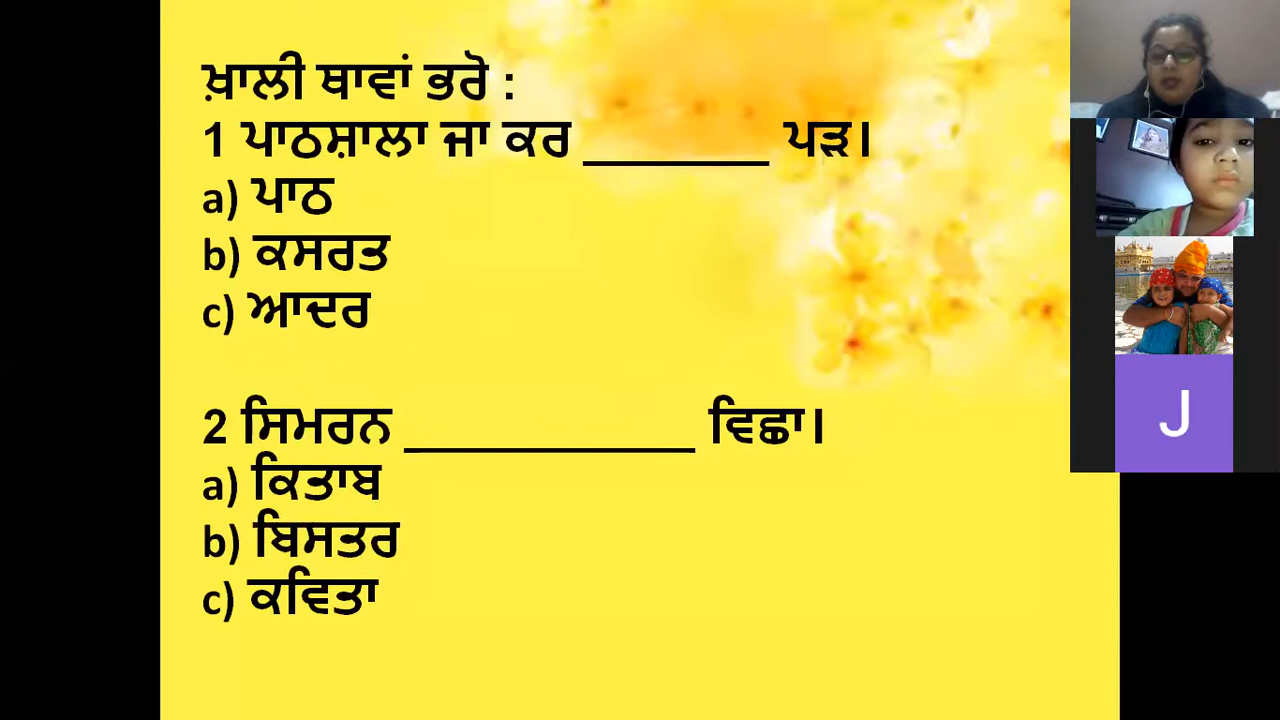 ਖ਼ਾਲੀ ਥਾਵਾਂ ਭਰੋ :
1 ਪਾਠਸ਼ਾਲਾ ਜਾ ਕਰ ________ ਪੜ।
a) ਪਾਠ
b) ਕਸਰਤ
c) ਆਦਰ
2 ਸਿਮਰਨ ____________ ਵਿਛਾ।
a) ਕਿਤਾਬ
b) ਬਿਸਤਰ
c) ਕਵਿਤਾ
J